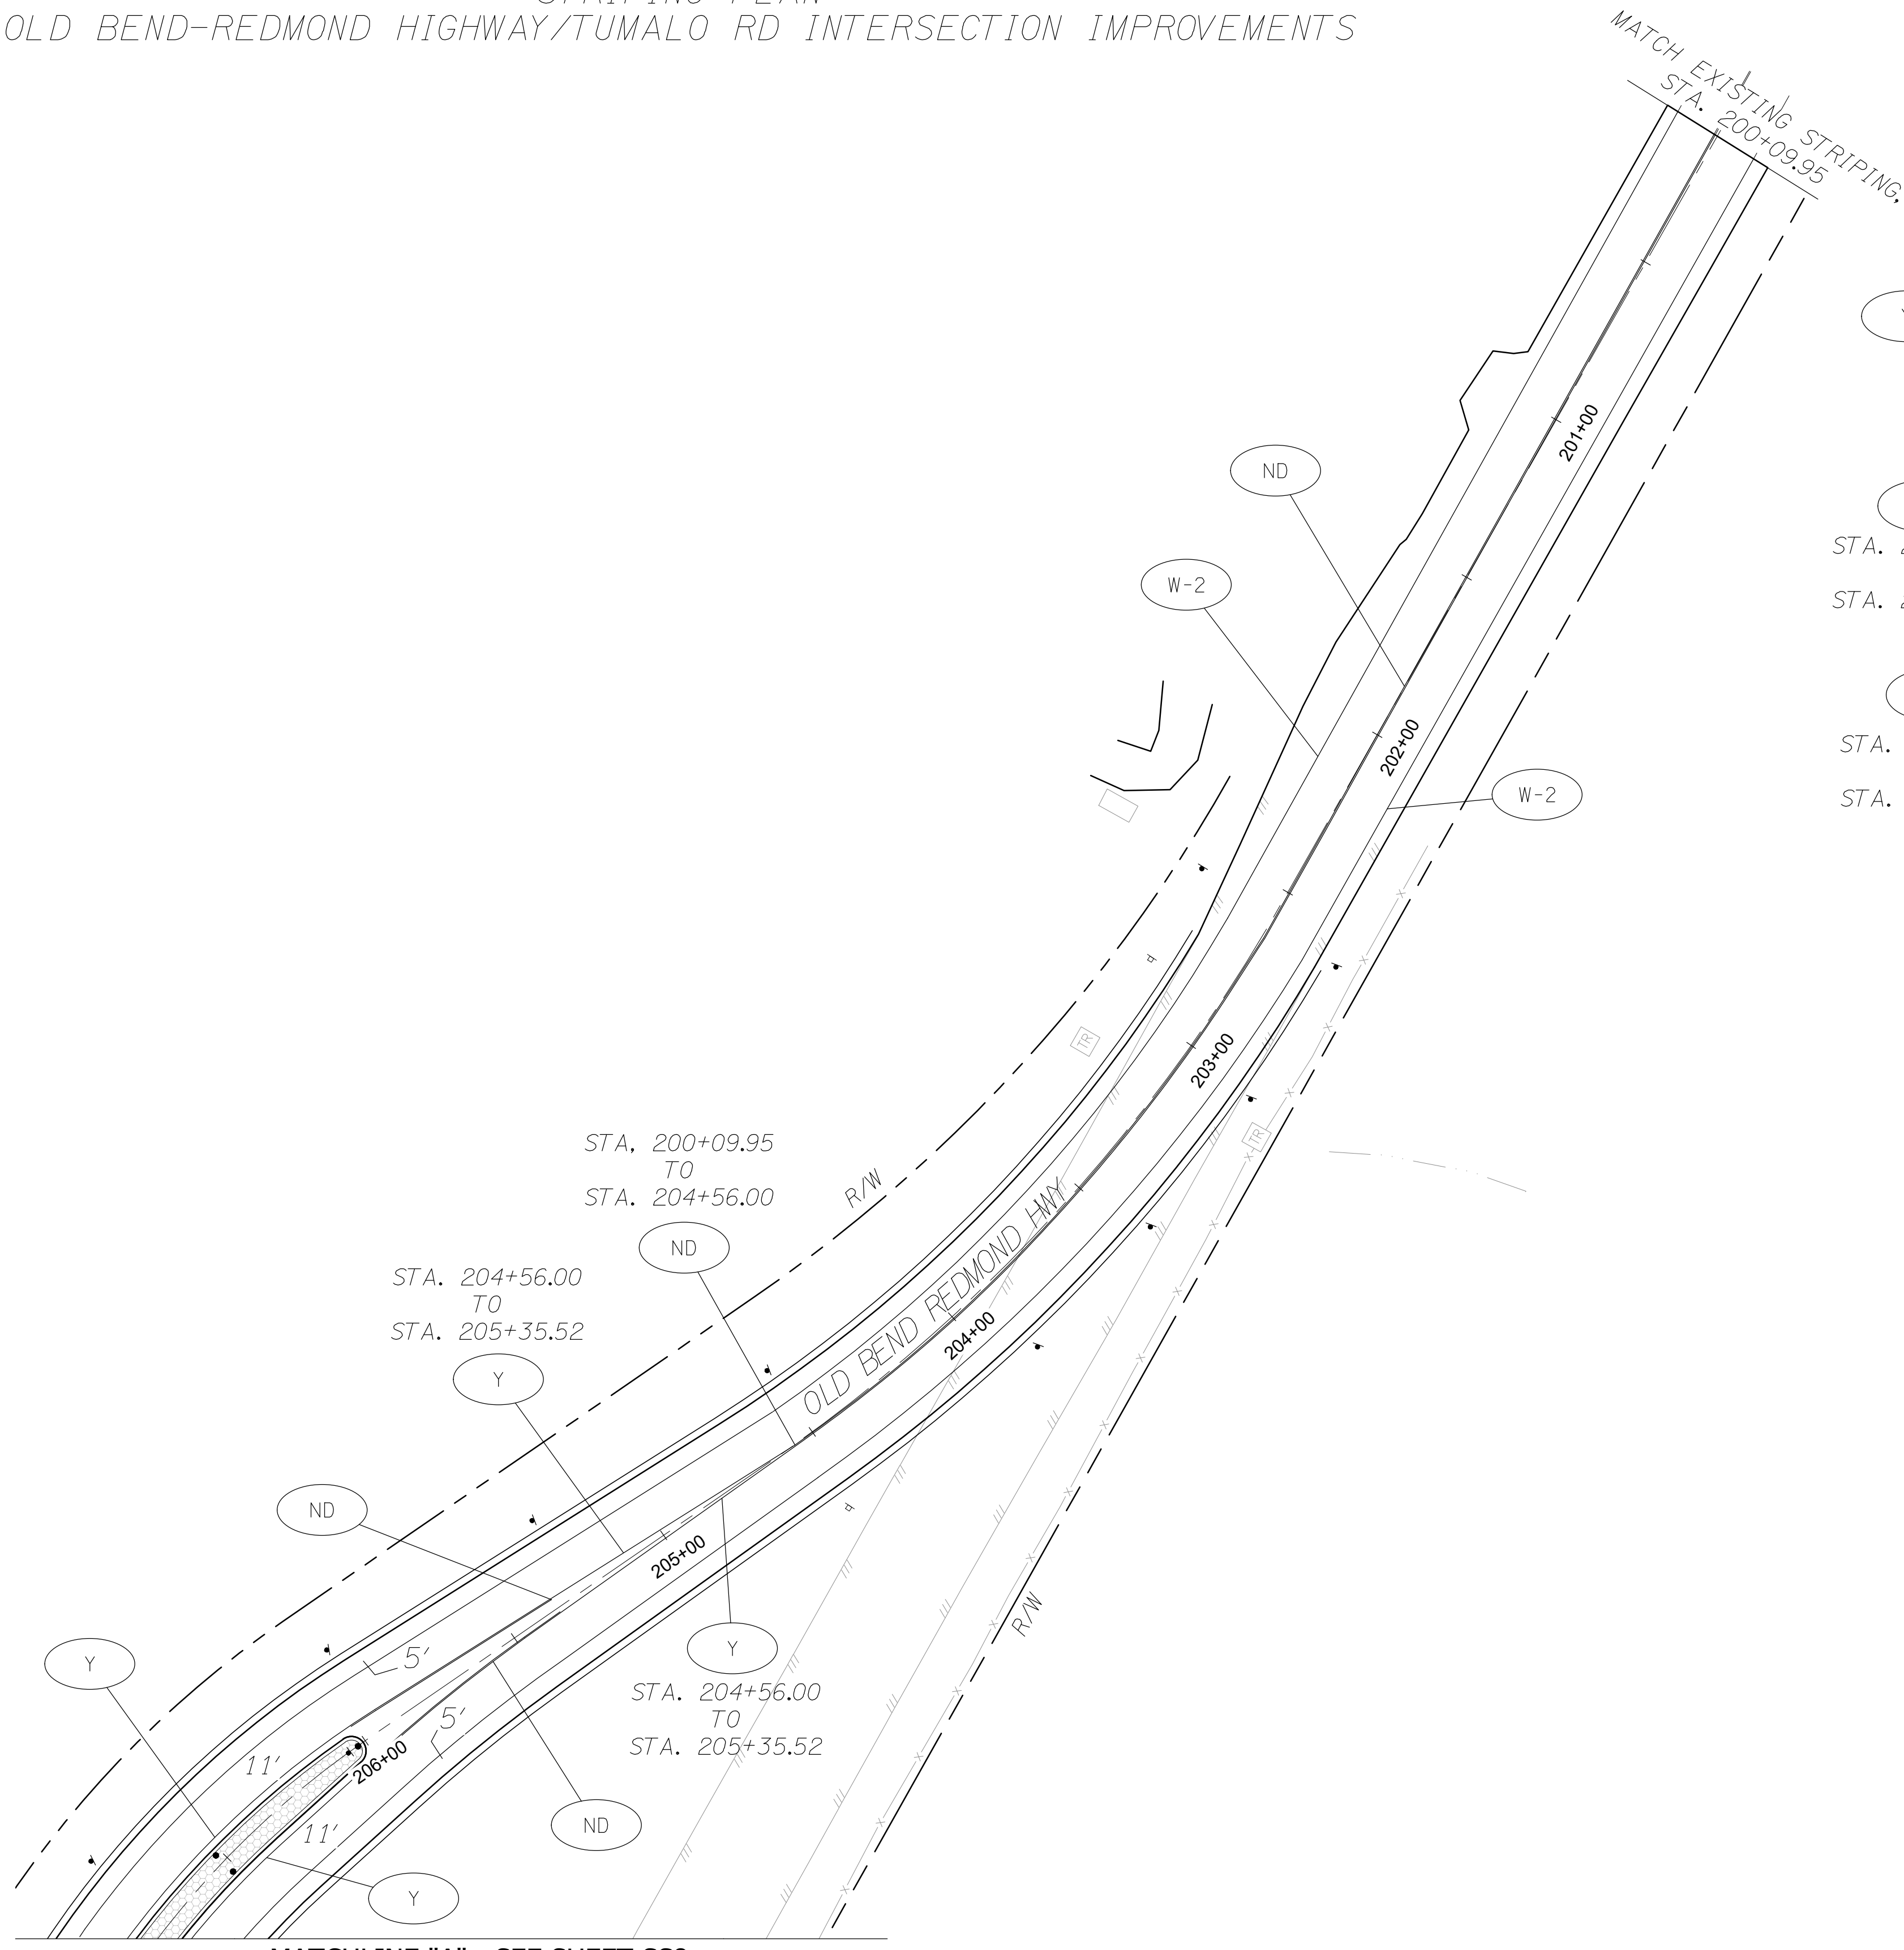 OLD BEND-REDMOND HIGHWAY/TUMALO RD INTERSECTION IMPROVEMENTS
MATCH EXISTING STRIPING,
STA. 200+09.95
201+00
ND
W-2
202+00
W-2
STA.
STA.
STA.
STA.
203+00
TR
TR
STA, 200+09.95
TO
STA. 204+56.00
ND
R/W
OLD BEND REDMOND HWY
204+00
STA. 204+56.00
TO
STA. 205+35.52
Y
ND
205+00
R/W
Y
STA. 204+56.00
TO
STA. 205+35.52
Y
5'
5'
11'
206+00
11'
ND
Y